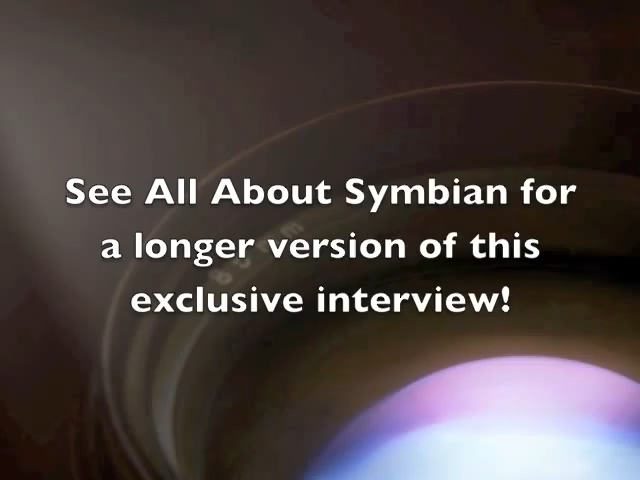 See All About Symbian for
a longer version of this
exclusive interview!